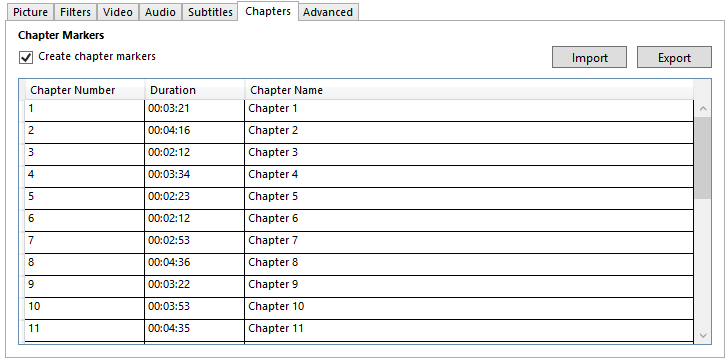 Picture Filters Video Audio Subtitles Chapters Advanced
Chapter Markers
Create chapter markers Import Export
Chapter Number Duration Chapter Name
1 00:03:21 Chapter 1
2 00:04:16 Chapter 2
3 00:02:12 Chapter 3
4 00:03:34 Chapter 4
5 00:02:23 Chapter 5
6 00:02:12 Chapter 6
7 00:02:53 Chapter 7
8 00:04:36 Chapter 8
9 00:03:22 Chapter 9
10 00:03:53 Chapter 10
11 00:04:35 Chapter 11